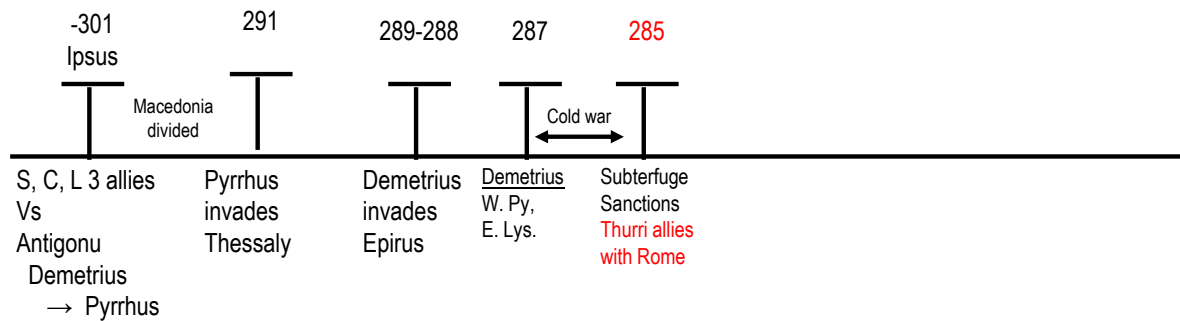 -301
Ipsus
291
289-288
287
285
Macedonia
divided
Cold war
S, C, L 3 allies
Vs
Antigonu
Demetrius
→ Pyrrhus
Pyrrhus
invades
Thessaly
Demetrius
invades
Epirus
Demetrius
W. Py,
E. Lys.
Subterfuge
Sanctions
Thurri allies
with Rome